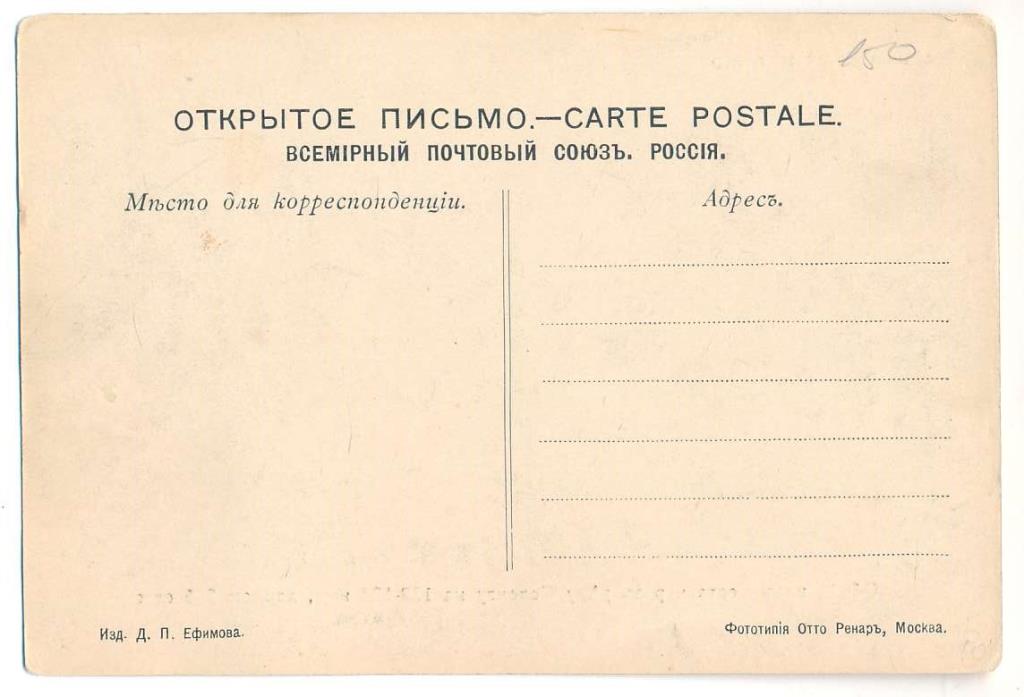 150
ОТКРЫТОЕ ПИСЬМО.—CARTE POSTALE.
ВСЕМІРНЫЙ ПОЧТОВЫЙ СОЮЗЪ. РОССІЯ.
Мѣсто для корреспонденціи.
Адресъ.
Изд. Д. П. Ефимова.
Фототипія Отто Ренаръ, Москва.